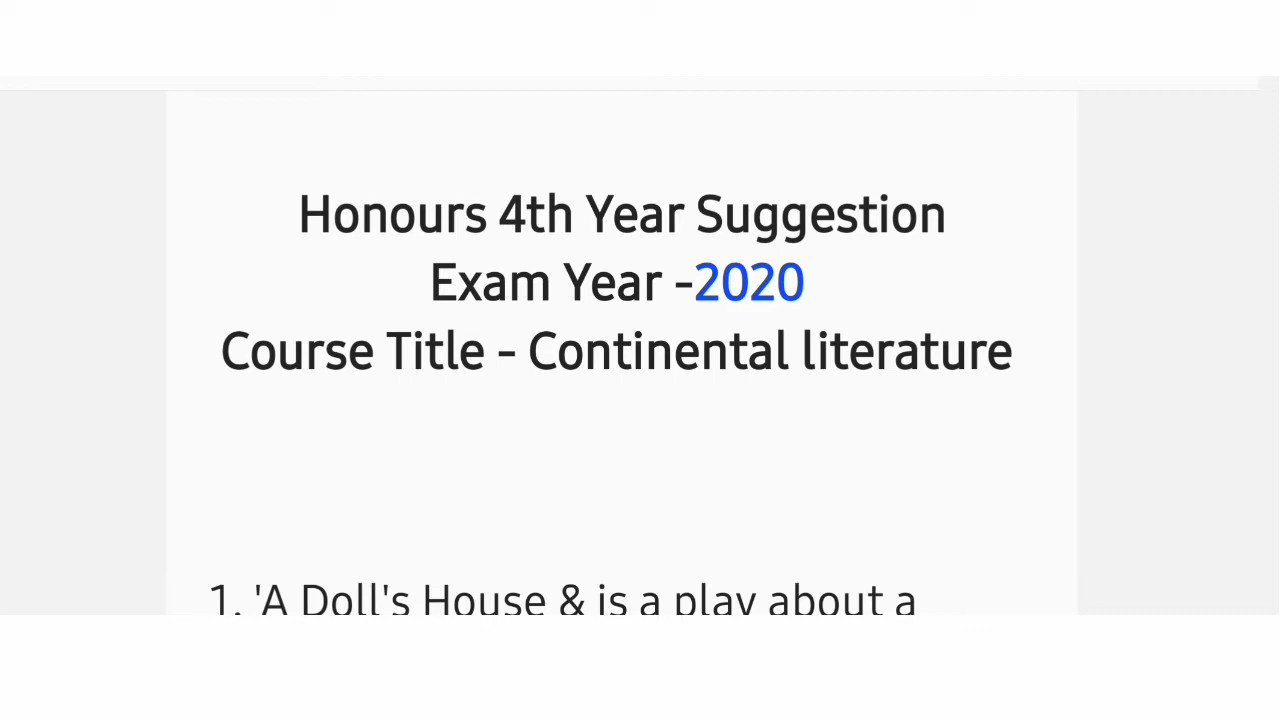 Honours 4th Year Suggestion
Exam Year -2020
Course Title - Continental literature
1. 'A Doll's House & is a play about a